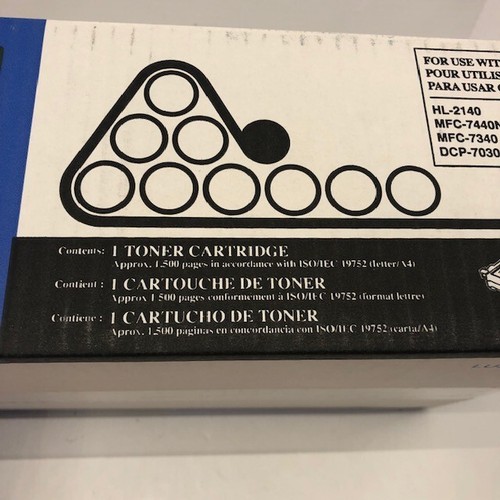 FOR USE WIT
POUR UTILIS
PARA USAR
HL-2140
MFC-7440N
MFC-7340
DCP-7030
Contents: 1 TONER CARTRIDGE
Approx. 1,500 pages in accordance with ISO/IEC 19752 (letter/A4)
Contient : 1 CARTOUCHE DE TONER
Approx 1 500 pages conformement à ISO/IEC 19752 (format lettre)
Contiene : 1 CARTUCHO DE TONER
Aprox. 1.500 paginas en concordancia con ISO/IEC 19752 (carta/A4)